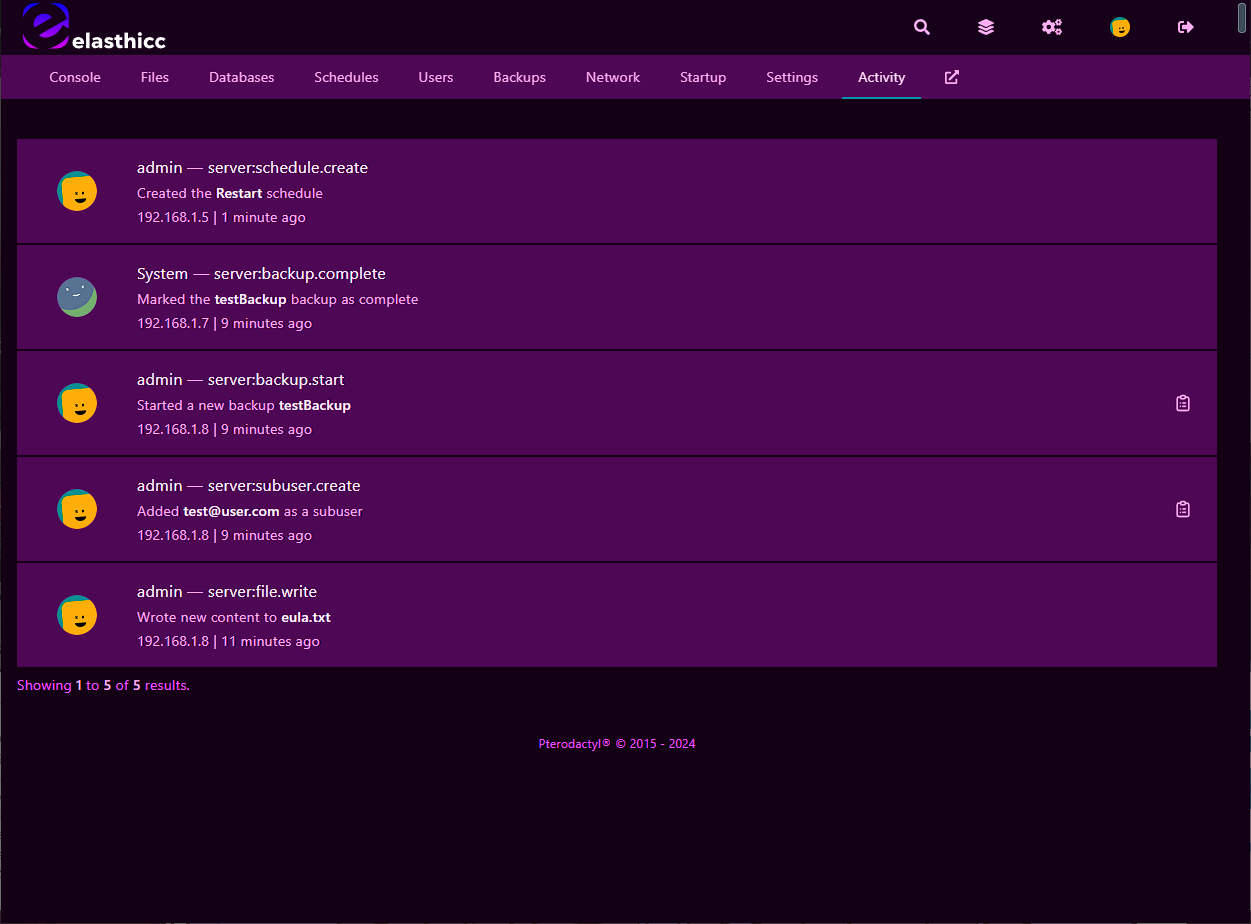 elasthicc
Console Files Databases Schedules Users Backups Network Startup Settings Activity
admin — server:schedule.create
Created the Restart schedule
192.168.1.5 | 1 minute ago
System — server:backup.complete
Marked the testBackup backup as complete
192.168.1.7 | 9 minutes ago
admin — server:backup.start
Started a new backup testBackup
192.168.1.8 | 9 minutes ago
admin — server:subuser.create
Added test@user.com as a subuser
192.168.1.8 | 9 minutes ago
admin — server:file.write
Wrote new content to eula.txt
192.168.1.8 | 11 minutes ago
Showing 1 to 5 of 5 results.
Pterodactyl® © 2015 - 2024